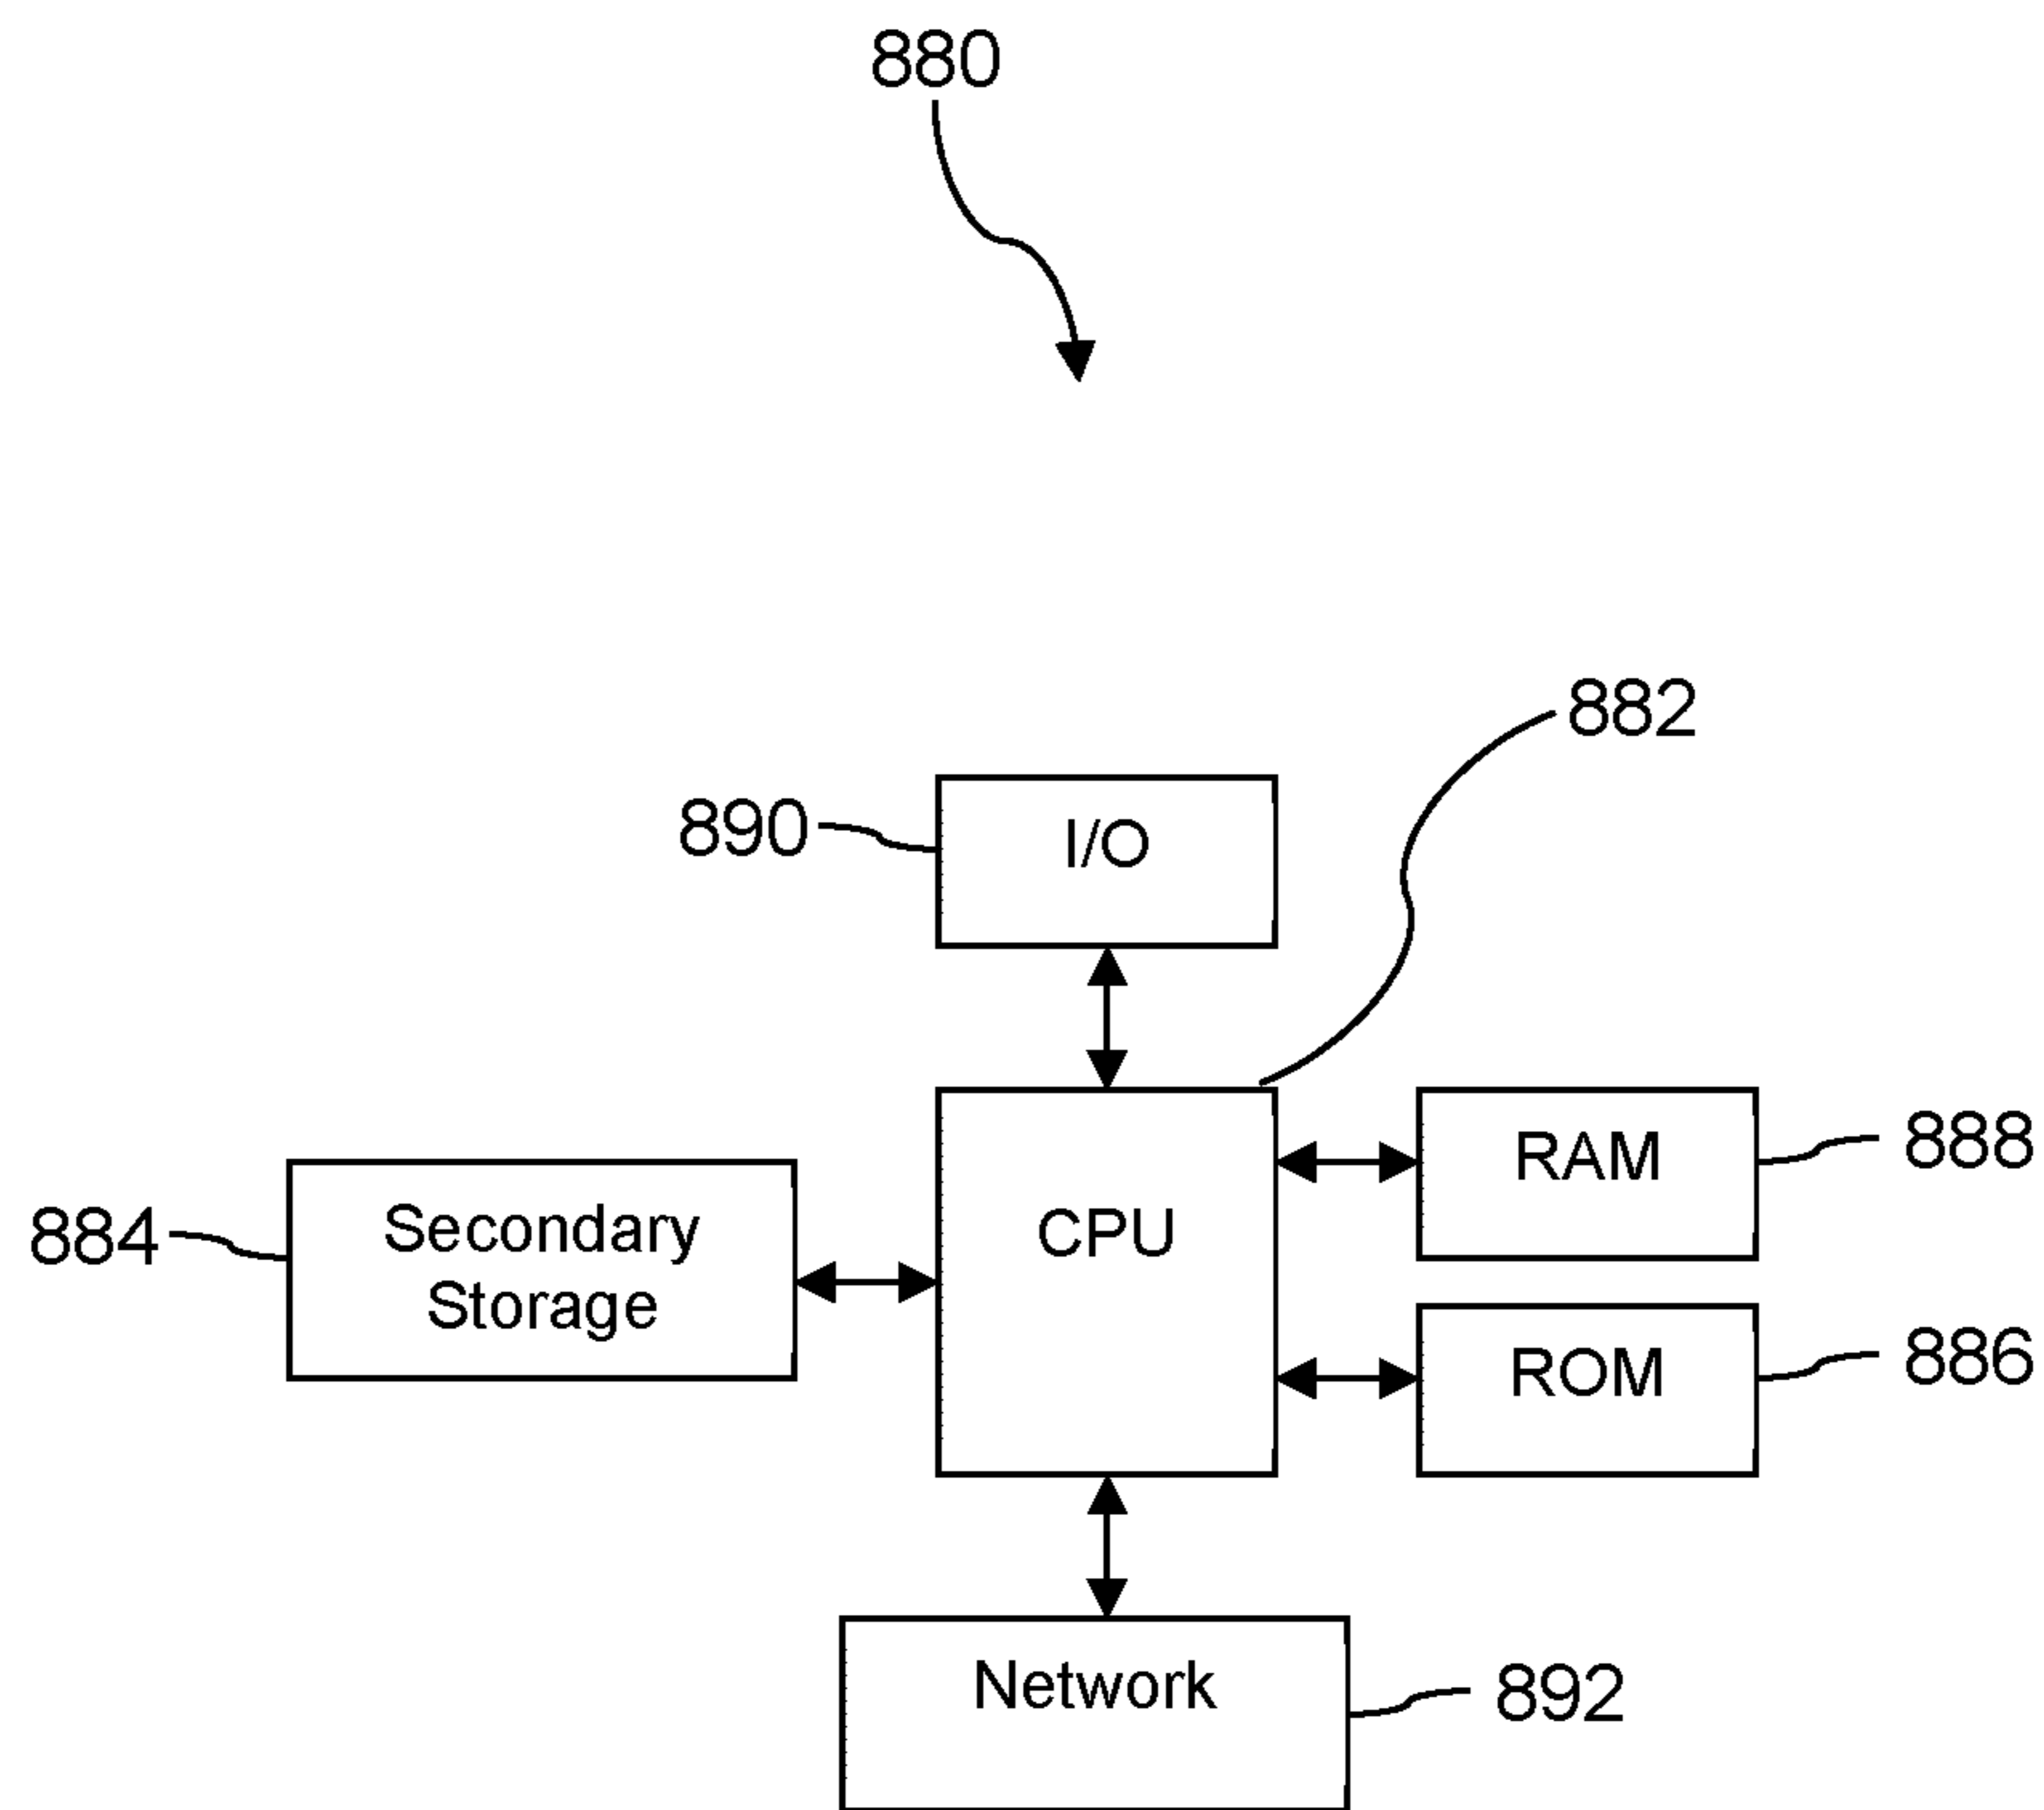 880
882
890
I/O
RAM
888
884
Secondary
Storage
CPU
ROM
886
Network
892